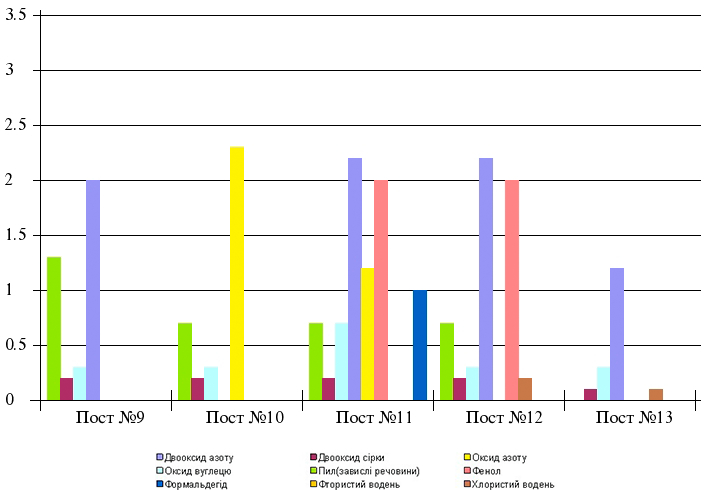 3.5
3
2.5
2
1.5
1
0.5
0
Пост №9 Пост №10 Пост №11 Пост №12 Пост №13
Двооксид азоту Двооксид сірки Оксид азоту
Оксид вуглецю Пил(завислі речовини) Фенол
Формальдегід Фтористий водень Хлористий водень